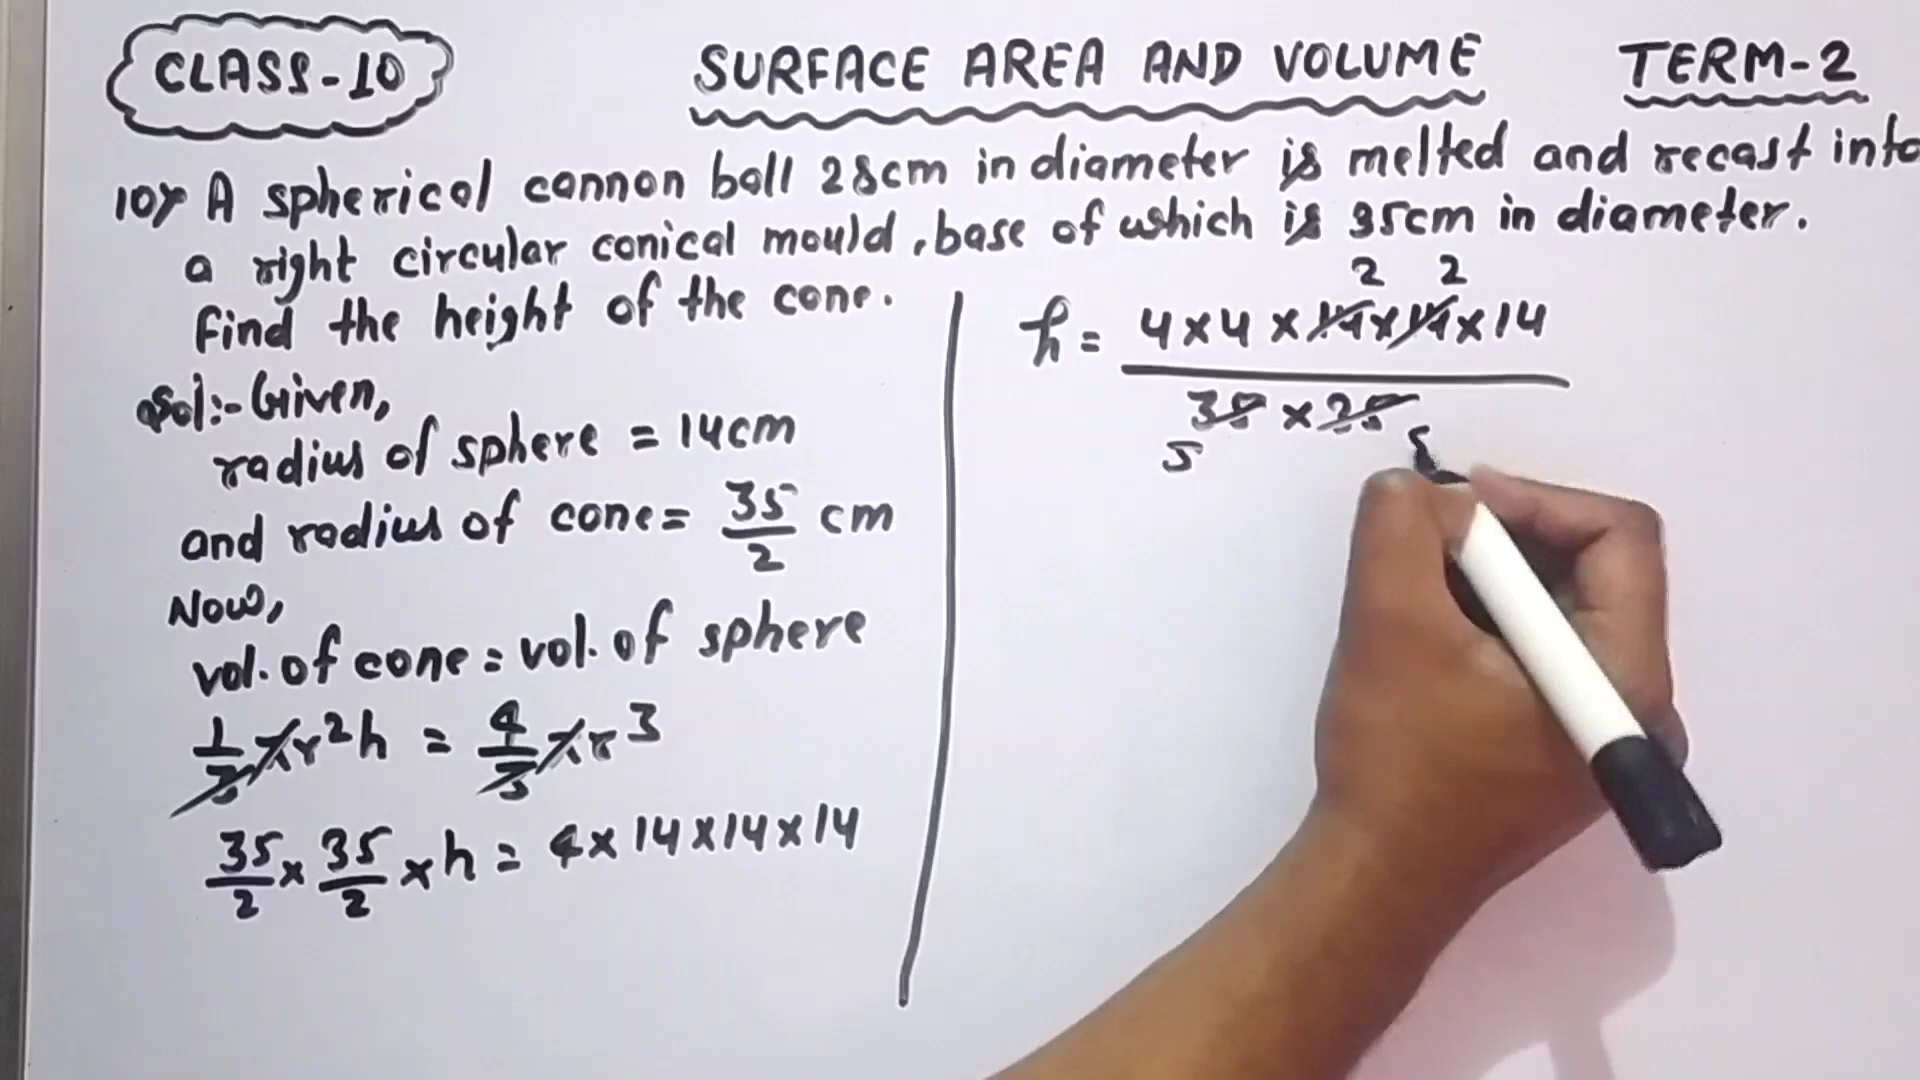 CLASS-10
SURFACE AREA AND VOLUME
TERM-2
10) A spherical cannon ball 28cm in diameter is melted and recast into
a right circular conical mould, base of which is 35cm in diameter.
Find the height of the cone.
Sol:- Given,
radius of sphere = 14cm
and radius of cone = 35/2 cm
Now,
vol. of cone = vol. of sphere
1/3 πr²h = 4/3 πr³
35/2 × 35/2 × h = 4×14×14×14
2 2
h = 4×4×14×14×14
35 × 35
5 5